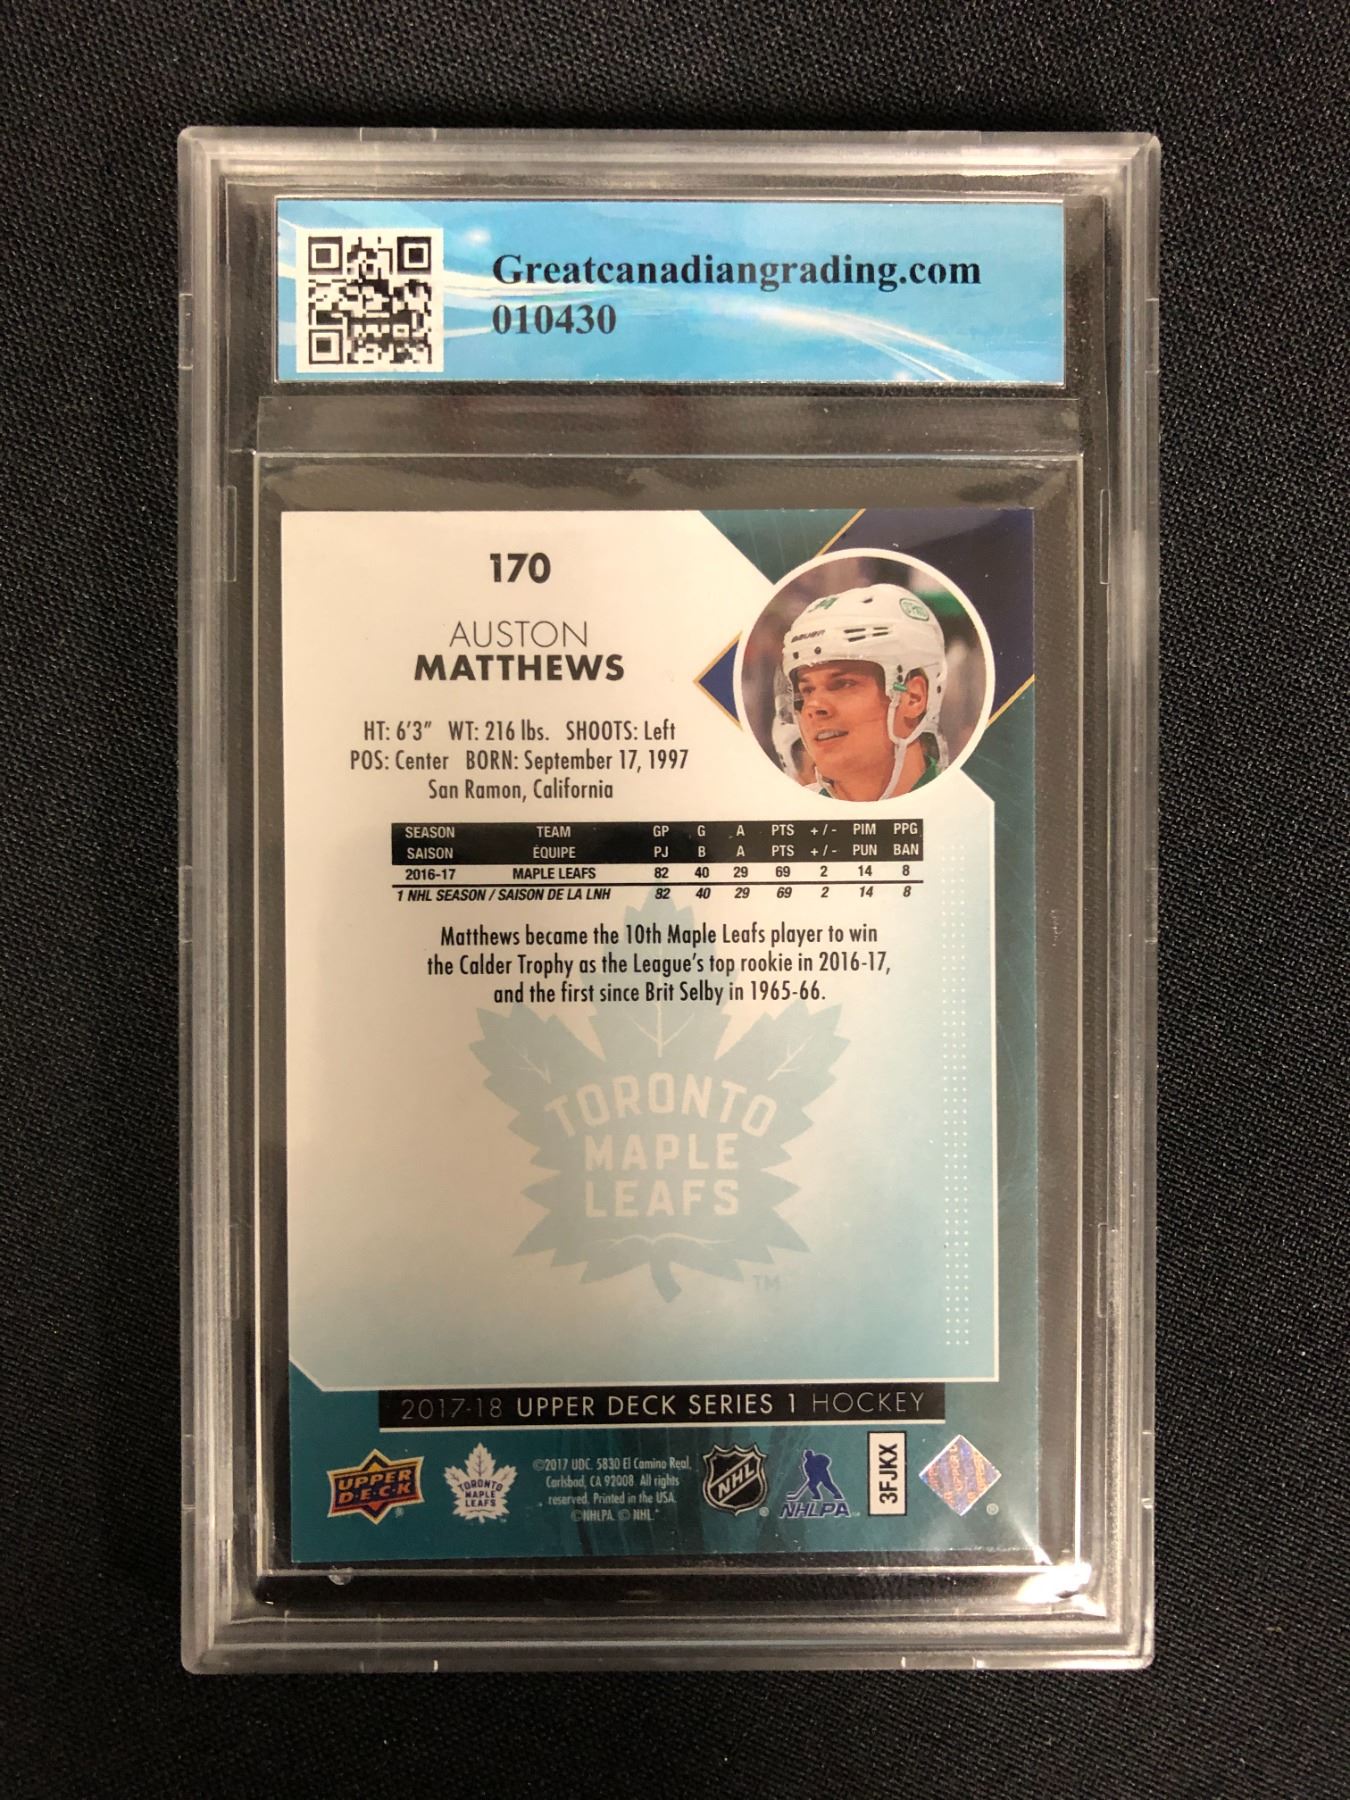 Greatcanadiangrading.com
010430
170
AUSTON
MATTHEWS
HT: 6'3" WT: 216 lbs. SHOOTS: Left
POS: Center BORN: September 17, 1997
San Ramon, California
SEASON TEAM GP G A PTS +/- PIM PPG
SAISON ÉQUIPE PJ B A PTS +/- PUN BAN
2016-17 MAPLE LEAFS 82 40 29 69 2 14 8
1 NHL SEASON / SAISON DE LA LNH 82 40 29 69 2 14 8
Matthews became the 10th Maple Leafs player to win
the Calder Trophy as the League's top rookie in 2016-17,
and the first since Brit Selby in 1965-66.
TORONTO
MAPLE
LEAFS
TM
2017-18 UPPER DECK SERIES 1 HOCKEY
UPPER
DECK
TORONTO
MAPLE
LEAFS
©2017 UDC. 5830 El Camino Real,
Carlsbad, CA 92008. All rights
reserved. Printed in the USA.
©NHLPA. © NHL.
NHL
NHLPA
3FJKX
®
BAUER
34